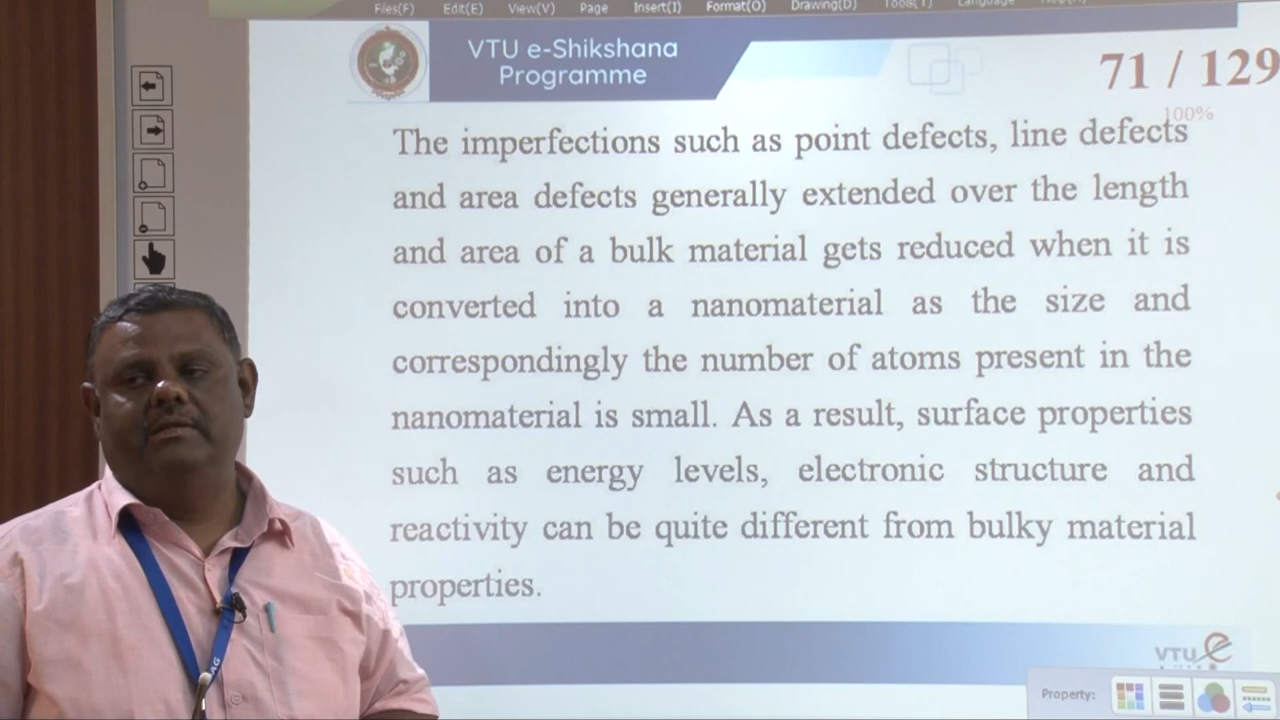 Files(F) Edit(E) View(V) Page Insert(I) Format(O) Drawing(D) Tools(T) Language
VTU e-Shikshana
Programme
71 / 129
100%
The imperfections such as point defects, line defects
and area defects generally extended over the length
and area of a bulk material gets reduced when it is
converted into a nanomaterial as the size and
correspondingly the number of atoms present in the
nanomaterial is small. As a result, surface properties
such as energy levels, electronic structure and
reactivity can be quite different from bulky material
properties.
VTU e
Property: